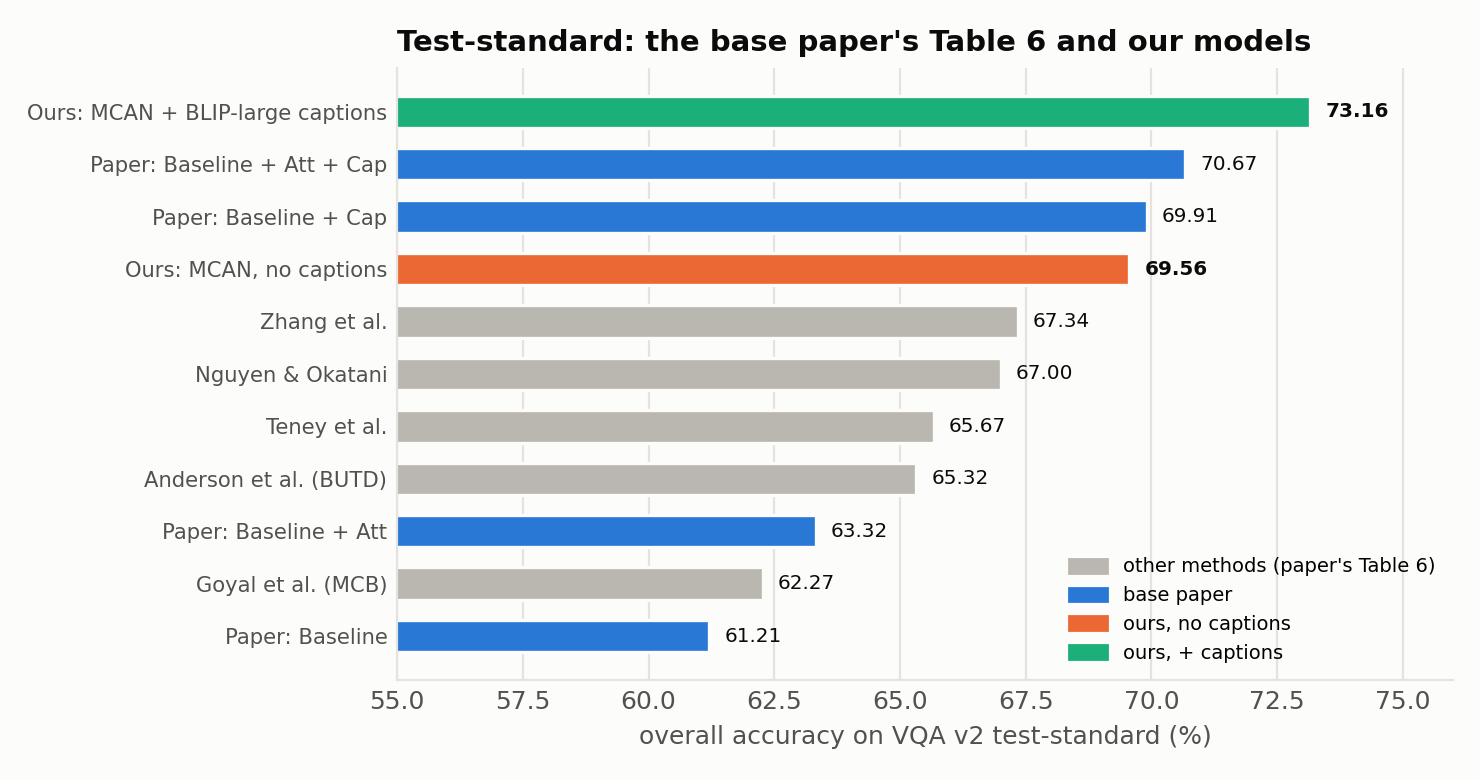 Test-standard: the base paper's Table 6 and our models
Ours: MCAN + BLIP-large captions 73.16
Paper: Baseline + Att + Cap 70.67
Paper: Baseline + Cap 69.91
Ours: MCAN, no captions 69.56
Zhang et al. 67.34
Nguyen & Okatani 67.00
Teney et al. 65.67
Anderson et al. (BUTD) 65.32
Paper: Baseline + Att 63.32
Goyal et al. (MCB) 62.27
Paper: Baseline 61.21
other methods (paper's Table 6)
base paper
ours, no captions
ours, + captions
55.0 57.5 60.0 62.5 65.0 67.5 70.0 72.5 75.0
overall accuracy on VQA v2 test-standard (%)